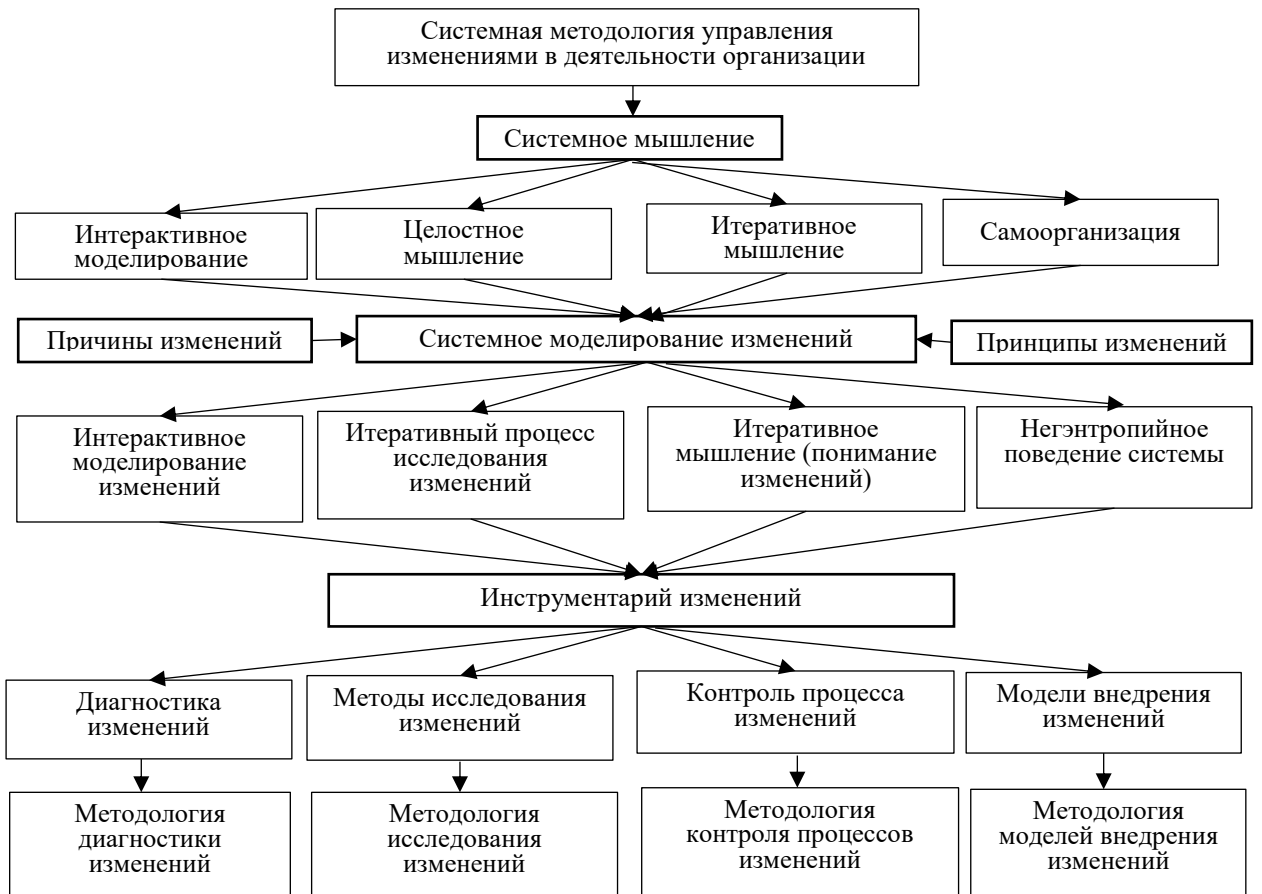 Системная методология управления
изменениями в деятельности организации
Системное мышление
Интерактивное
моделирование
Целостное
мышление
Итеративное
мышление
Самоорганизация
Причины изменений
Системное моделирование изменений
Принципы изменений
Интерактивное
моделирование
изменений
Итеративный процесс
исследования
изменений
Итеративное
мышление (понимание
изменений)
Негэнтропийное
поведение системы
Инструментарий изменений
Диагностика
изменений
Методы исследования
изменений
Контроль процесса
изменений
Модели внедрения
изменений
Методология
диагностики
изменений
Методология
исследования
изменений
Методология
контроля процессов
изменений
Методология
моделей внедрения
изменений